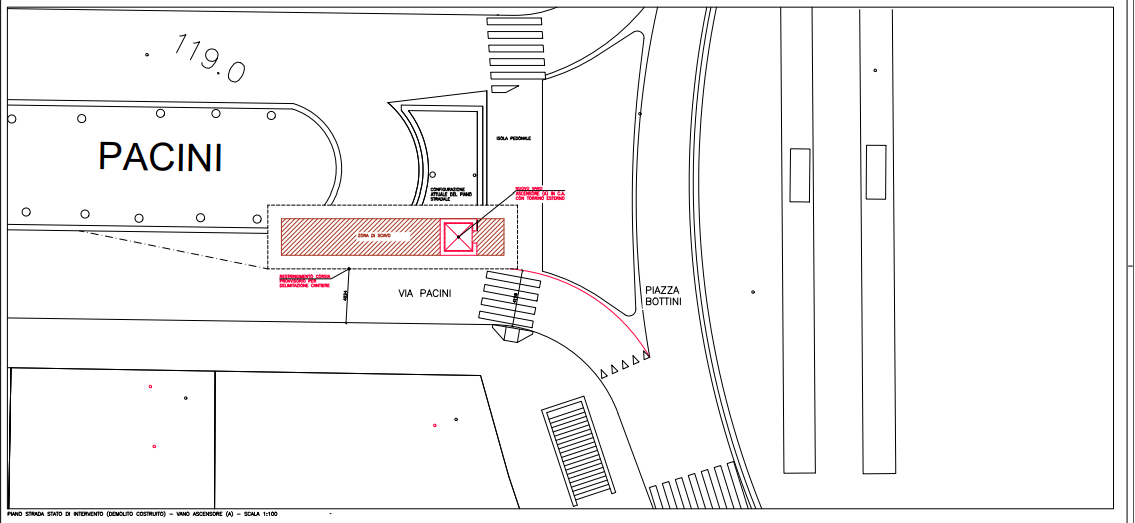 119.0
PACINI
ISOLA PEDONALE
CONFIGURAZIONE
ATTUALE DEL PIANO
STRADALE
NUOVO VANO
ASCENSORE (A) IN C.A.
CON TORRINO ESTERNO
ZONA DI SCAVO
RESTRINGIMENTO CORSIA
PROVVISORIO PER
DELIMITAZIONE CANTIERE
VIA PACINI
PIAZZA
BOTTINI
PIANO STRADA STATO DI INTERVENTO (DEMOLITO COSTRUITO) – VANO ASCENSORE (A) – SCALA 1:100